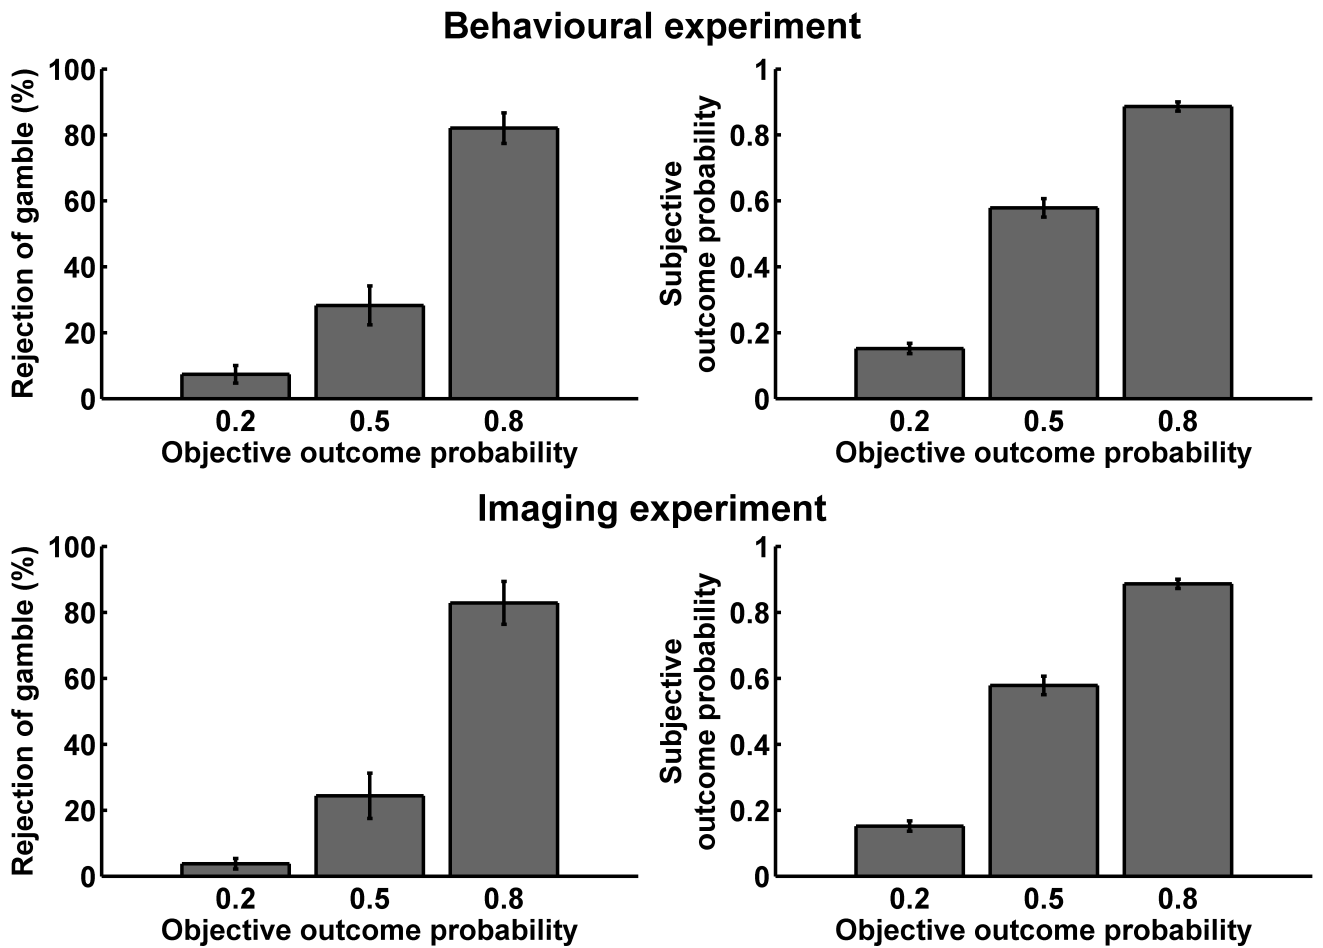 Behavioural experiment
Rejection of gamble (%)
100
80
60
40
20
0
0.2 0.5 0.8
Objective outcome probability
Subjective
outcome probability
1
0.8
0.6
0.4
0.2
0
0.2 0.5 0.8
Objective outcome probability
Imaging experiment
Rejection of gamble (%)
100
80
60
40
20
0
0.2 0.5 0.8
Objective outcome probability
Subjective
outcome probability
1
0.8
0.6
0.4
0.2
0
0.2 0.5 0.8
Objective outcome probability